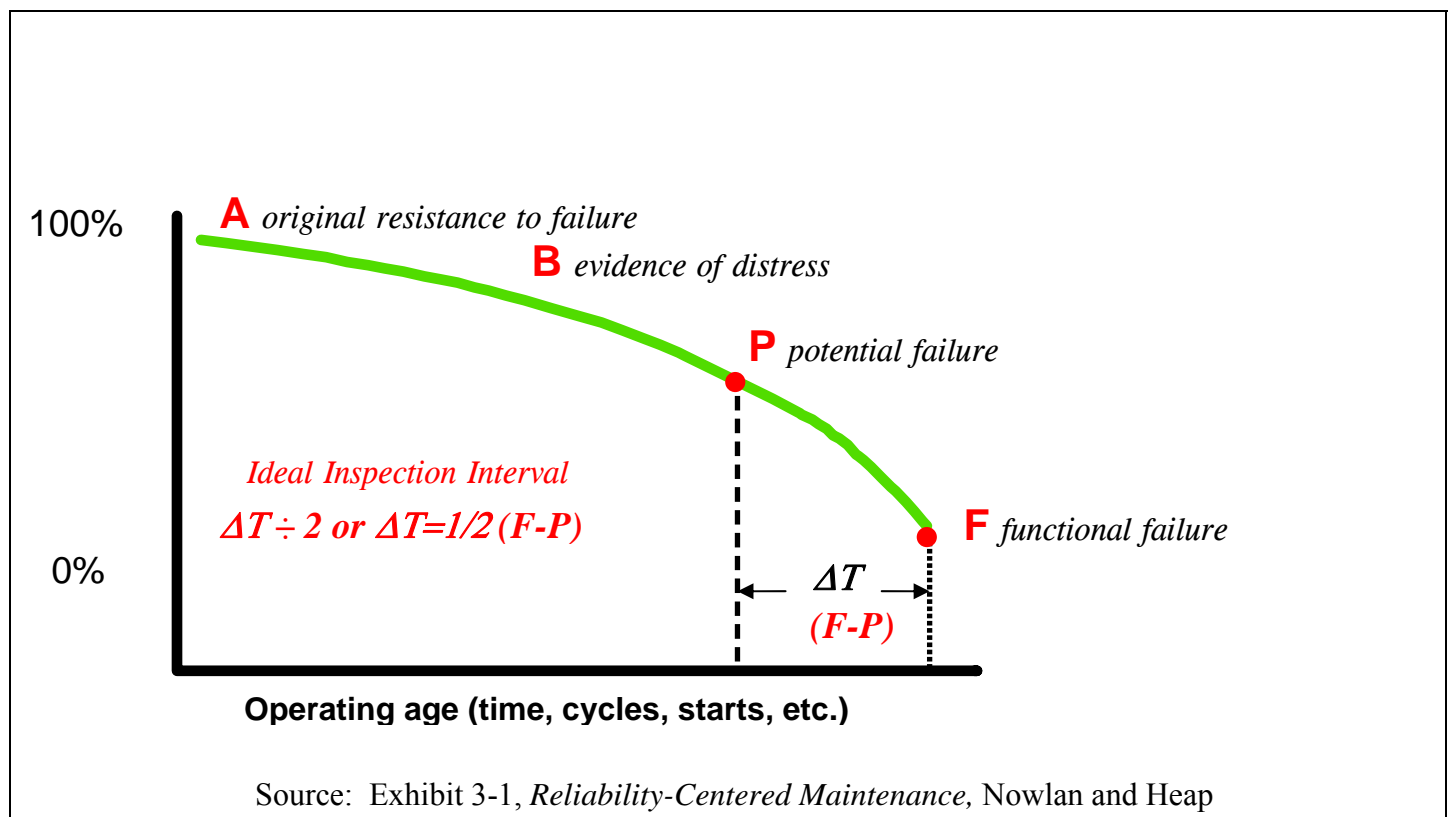 100%
A original resistance to failure
B evidence of distress
P potential failure
Ideal Inspection Interval
ΔT ÷ 2 or ΔT=1/2 (F-P)
F functional failure
0%
ΔT
(F-P)
Operating age (time, cycles, starts, etc.)
Source: Exhibit 3-1, Reliability-Centered Maintenance, Nowlan and Heap